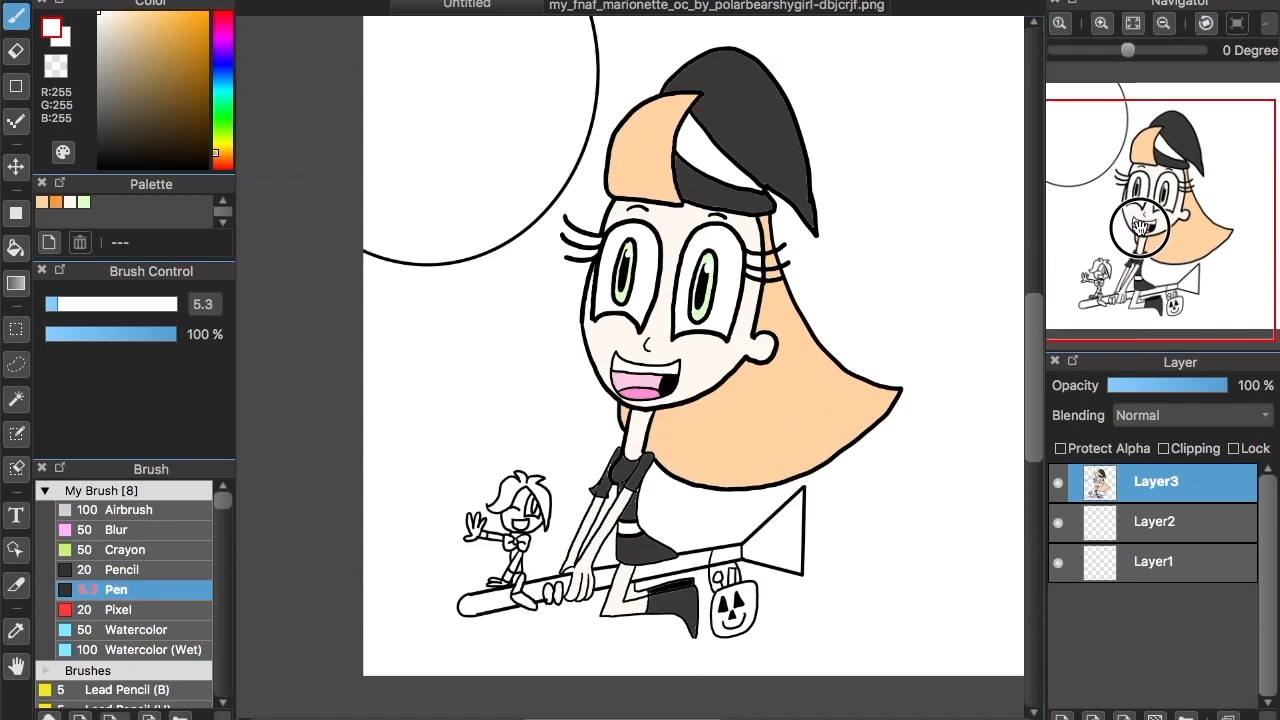 Color
Untitled
my_fnaf_marionette_oc_by_polarbearshygirl-dbjcrjf.png
Navigator
0 Degree
R:255
G:255
B:255
Palette
---
Brush Control
5.3
100 %
Brush
My Brush [8]
100 Airbrush
50 Blur
50 Crayon
20 Pencil
5.3 Pen
20 Pixel
50 Watercolor
100 Watercolor (Wet)
Brushes
5 Lead Pencil (B)
T
Layer
Opacity 100 %
Blending Normal
Protect Alpha Clipping Lock
Layer3
Layer2
Layer1